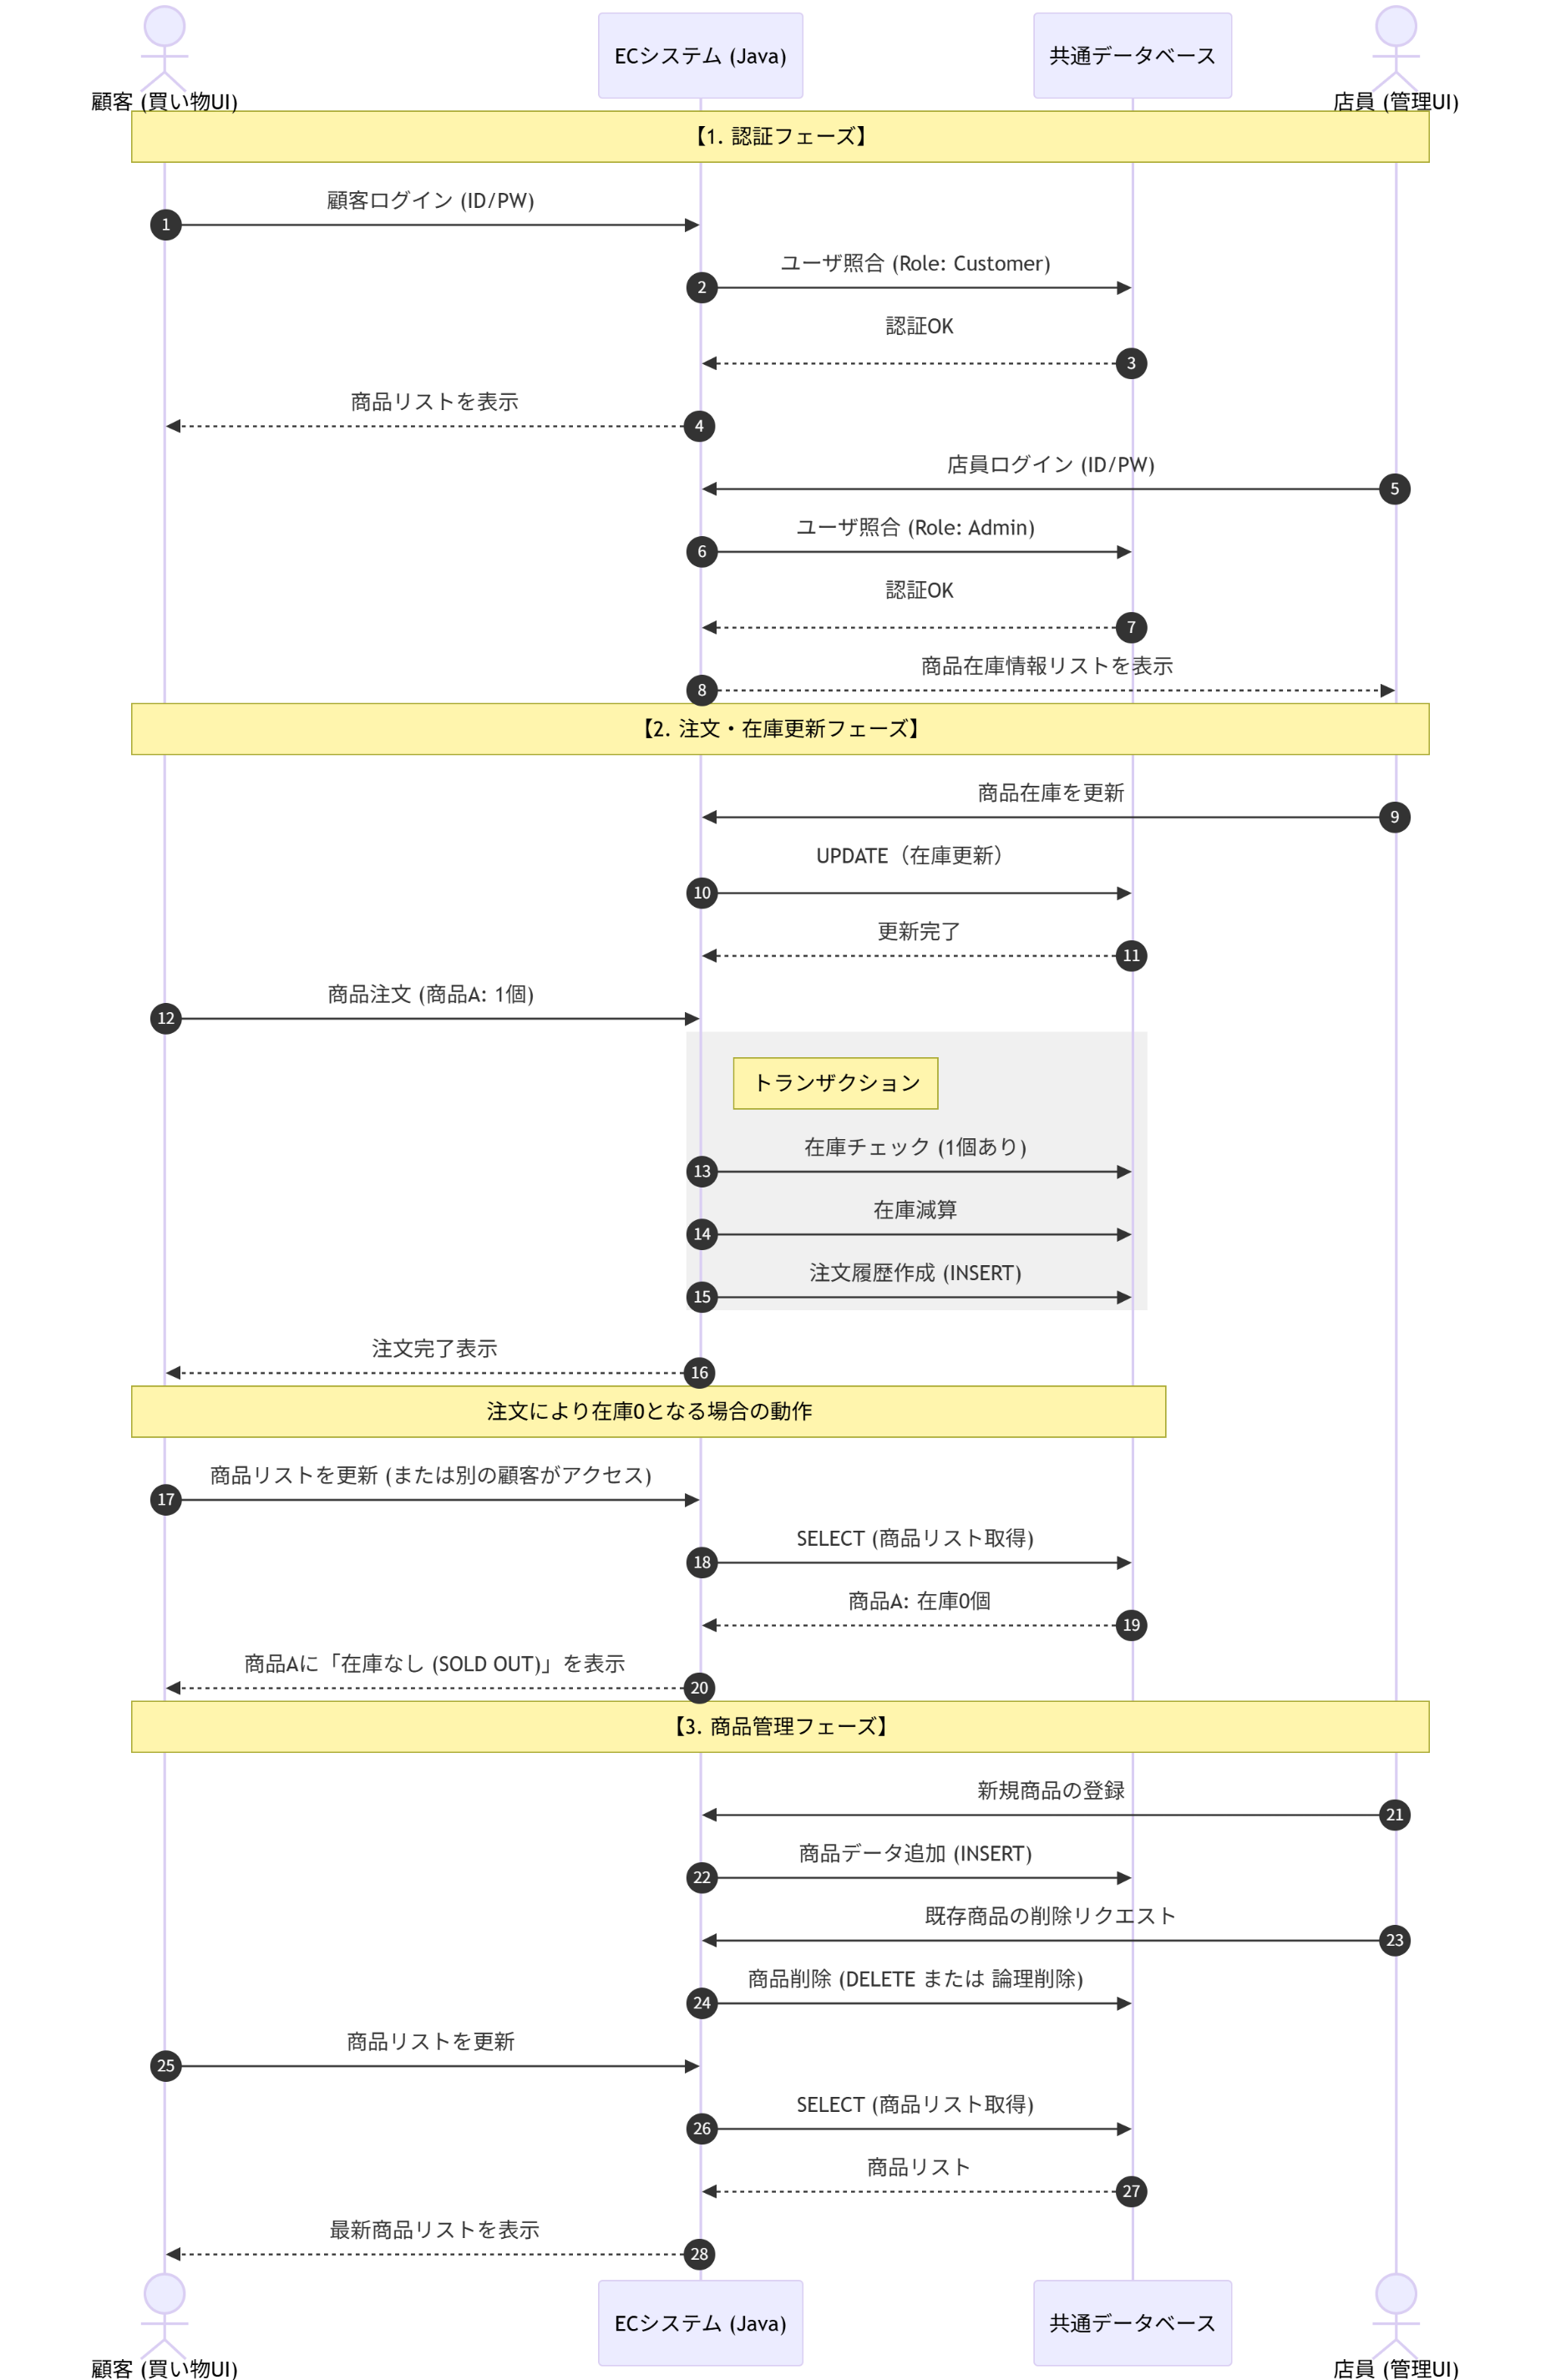 顧客 (買い物UI)
ECシステム (Java)
共通データベース
店員 (管理UI)
【1. 認証フェーズ】
顧客ログイン (ID/PW)
1
ユーザ照合 (Role: Customer)
2
認証OK
3
商品リストを表示
4
店員ログイン (ID/PW)
5
ユーザ照合 (Role: Admin)
6
認証OK
7
商品在庫情報リストを表示
8
【2. 注文・在庫更新フェーズ】
商品在庫を更新
9
UPDATE（在庫更新）
10
更新完了
11
商品注文 (商品A: 1個)
12
トランザクション
在庫チェック (1個あり)
13
在庫減算
14
注文履歴作成 (INSERT)
15
注文完了表示
16
注文により在庫0となる場合の動作
商品リストを更新 (または別の顧客がアクセス)
17
SELECT (商品リスト取得)
18
商品A: 在庫0個
19
商品Aに「在庫なし (SOLD OUT)」を表示
20
【3. 商品管理フェーズ】
新規商品の登録
21
商品データ追加 (INSERT)
22
既存商品の削除リクエスト
23
商品削除 (DELETE または 論理削除)
24
商品リストを更新
25
SELECT (商品リスト取得)
26
商品リスト
27
最新商品リストを表示
28
顧客 (買い物UI)
ECシステム (Java)
共通データベース
店員 (管理UI)